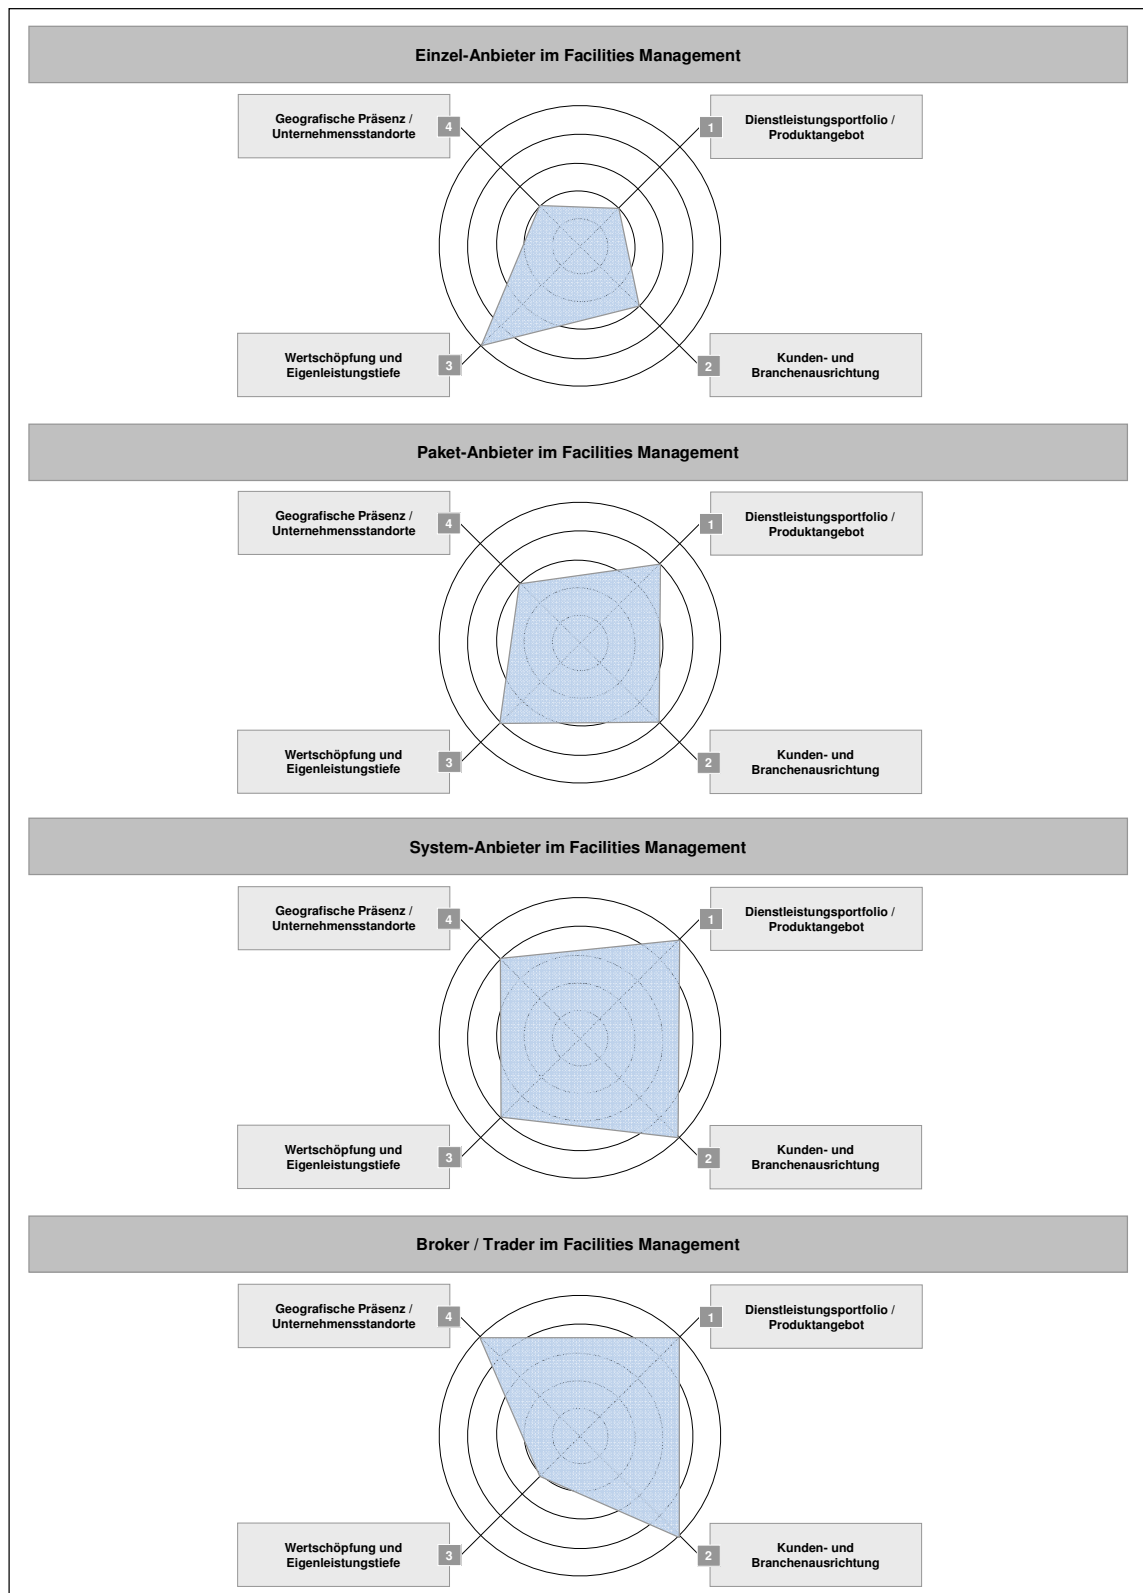 Einzel-Anbieter im Facilities Management
Geografische Präsenz /
Unternehmensstandorte
4
1
Dienstleistungsportfolio /
Produktangebot
Wertschöpfung und
Eigenleistungstiefe
3
2
Kunden- und
Branchenausrichtung
Paket-Anbieter im Facilities Management
Geografische Präsenz /
Unternehmensstandorte
4
1
Dienstleistungsportfolio /
Produktangebot
Wertschöpfung und
Eigenleistungstiefe
3
2
Kunden- und
Branchenausrichtung
System-Anbieter im Facilities Management
Geografische Präsenz /
Unternehmensstandorte
4
1
Dienstleistungsportfolio /
Produktangebot
Wertschöpfung und
Eigenleistungstiefe
3
2
Kunden- und
Branchenausrichtung
Broker / Trader im Facilities Management
Geografische Präsenz /
Unternehmensstandorte
4
1
Dienstleistungsportfolio /
Produktangebot
Wertschöpfung und
Eigenleistungstiefe
3
2
Kunden- und
Branchenausrichtung